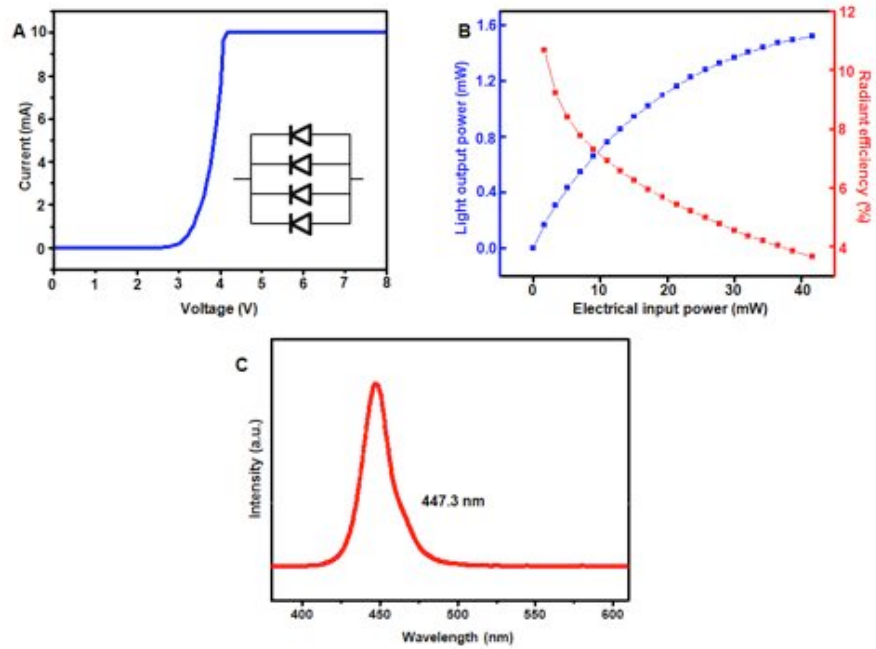 A
Current (mA)
10
8
6
4
2
0
0 1 2 3 4 5 6 7 8
Voltage (V)
B
Light output power (mW)
1.6
1.2
0.8
0.4
0.0
12
10
8
6
4
Radiant efficiency (%)
0 10 20 30 40
Electrical input power (mW)
C
Intensity (a.u.)
447.3 nm
400 450 500 550 600
Wavelength (nm)